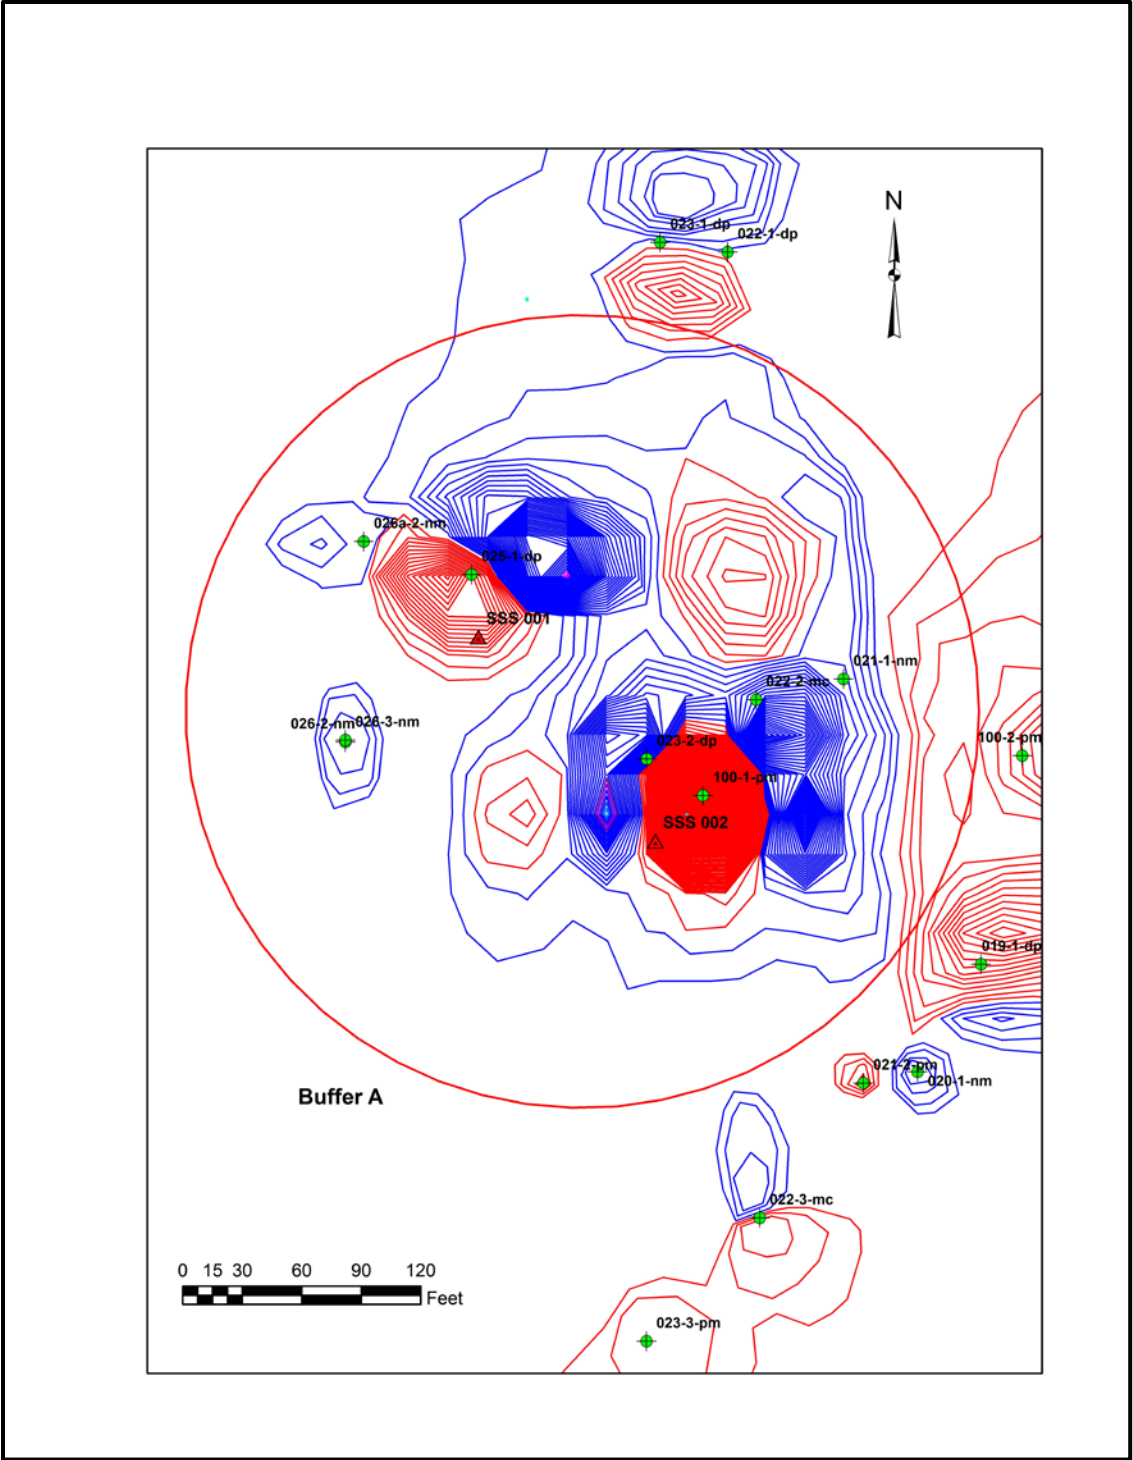 N
023-1-dp
022-1-dp
026a-2-nm
025-1-dp
SSS 001
021-1-nm
022-2-mc
026-2-nm 026-3-nm
023-2-dp
100-2-pm
100-1-pm
SSS 002
019-1-dp
021-2-pm
020-1-nm
Buffer A
022-3-mc
0 15 30 60 90 120
Feet
023-3-pm